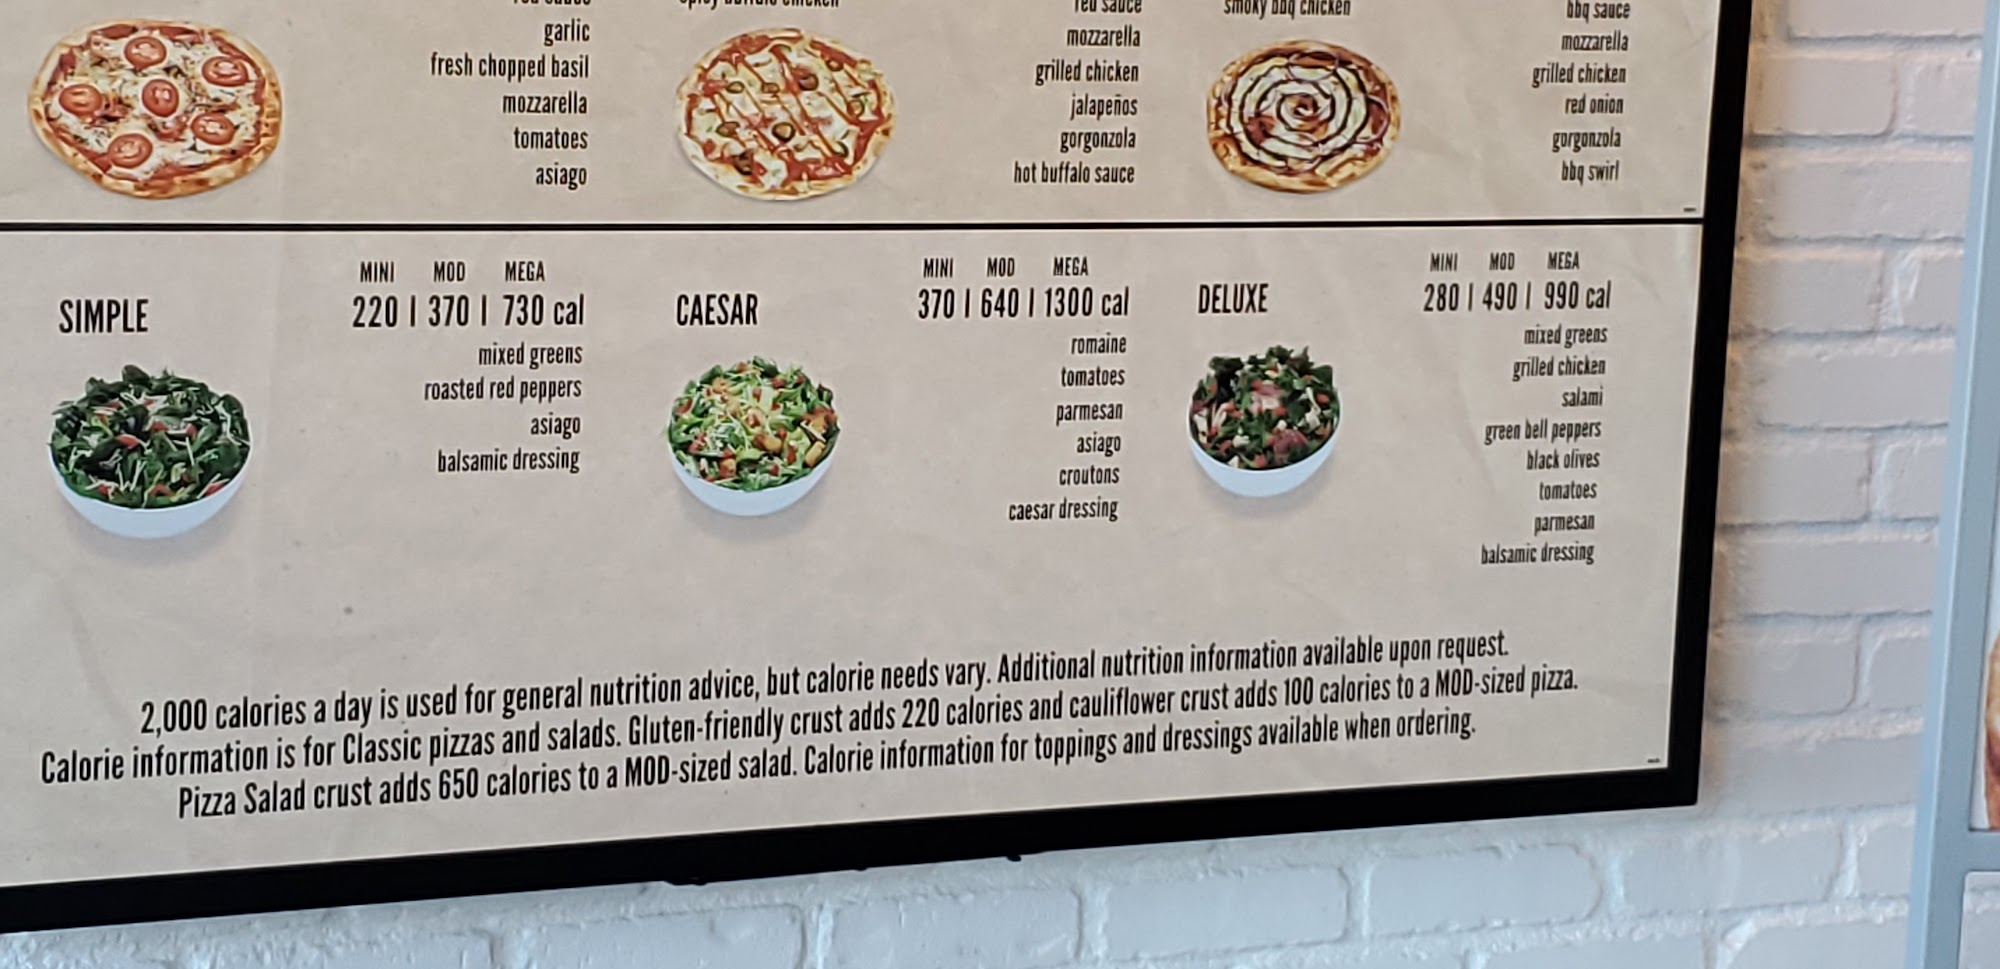 garlic
fresh chopped basil
mozzarella
tomatoes
asiago
red sauce
mozzarella
grilled chicken
jalapeños
gorgonzola
hot buffalo sauce
smoky bbq chicken
bbq sauce
mozzarella
grilled chicken
red onion
gorgonzola
bbq swirl
SIMPLE
MINI MOD MEGA
220 | 370 | 730 cal
mixed greens
roasted red peppers
asiago
balsamic dressing
CAESAR
MINI MOD MEGA
370 | 640 | 1300 cal
romaine
tomatoes
parmesan
asiago
croutons
caesar dressing
DELUXE
MINI MOD MEGA
280 | 490 | 990 cal
mixed greens
grilled chicken
salami
green bell peppers
black olives
tomatoes
parmesan
balsamic dressing
2,000 calories a day is used for general nutrition advice, but calorie needs vary. Additional nutrition information available upon request.
Calorie information is for Classic pizzas and salads. Gluten-friendly crust adds 220 calories and cauliflower crust adds 100 calories to a MOD-sized pizza.
Pizza Salad crust adds 650 calories to a MOD-sized salad. Calorie information for toppings and dressings available when ordering.